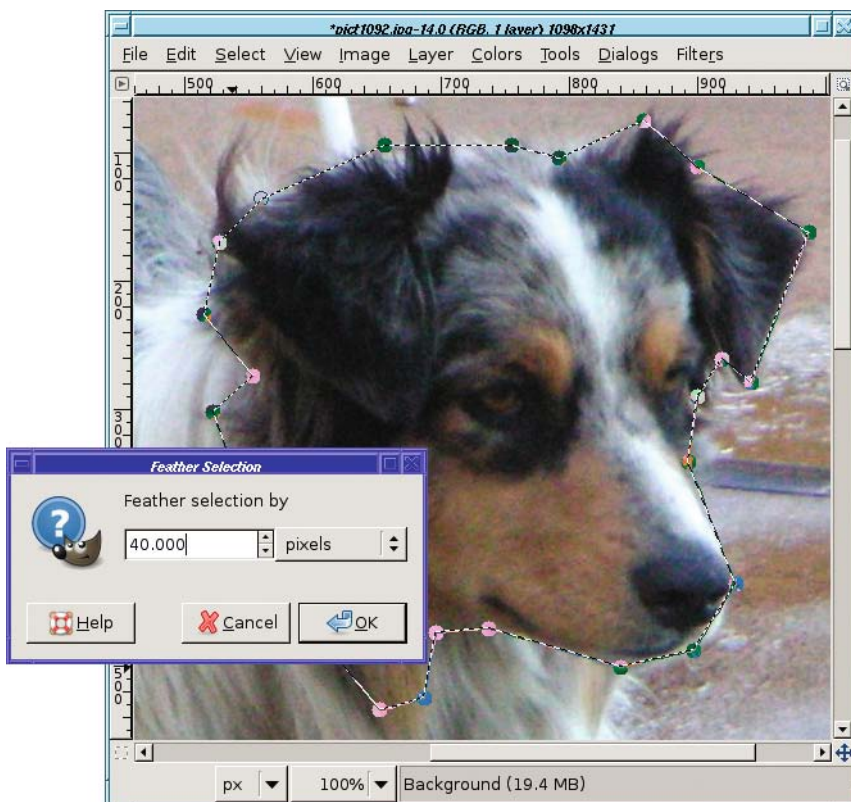 *pict1092.jpg-14.0 (RGB, 1 layer) 1098x1431
File Edit Select View Image Layer Colors Tools Dialogs Filters
500 600 700 800 900
100
200
300
Feather Selection
Feather selection by
40.000 pixels
Help Cancel OK
500
px 100% Background (19.4 MB)